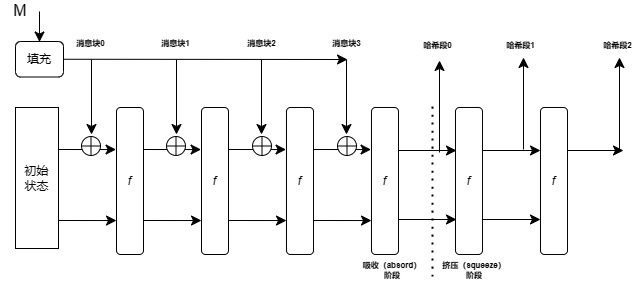 M
消息块0
消息块1
消息块2
消息块3
哈希段0
哈希段1
哈希段2
填充
初始
状态
f
f
f
f
f
f
吸收（absord）
阶段
挤压（squeeze）
阶段